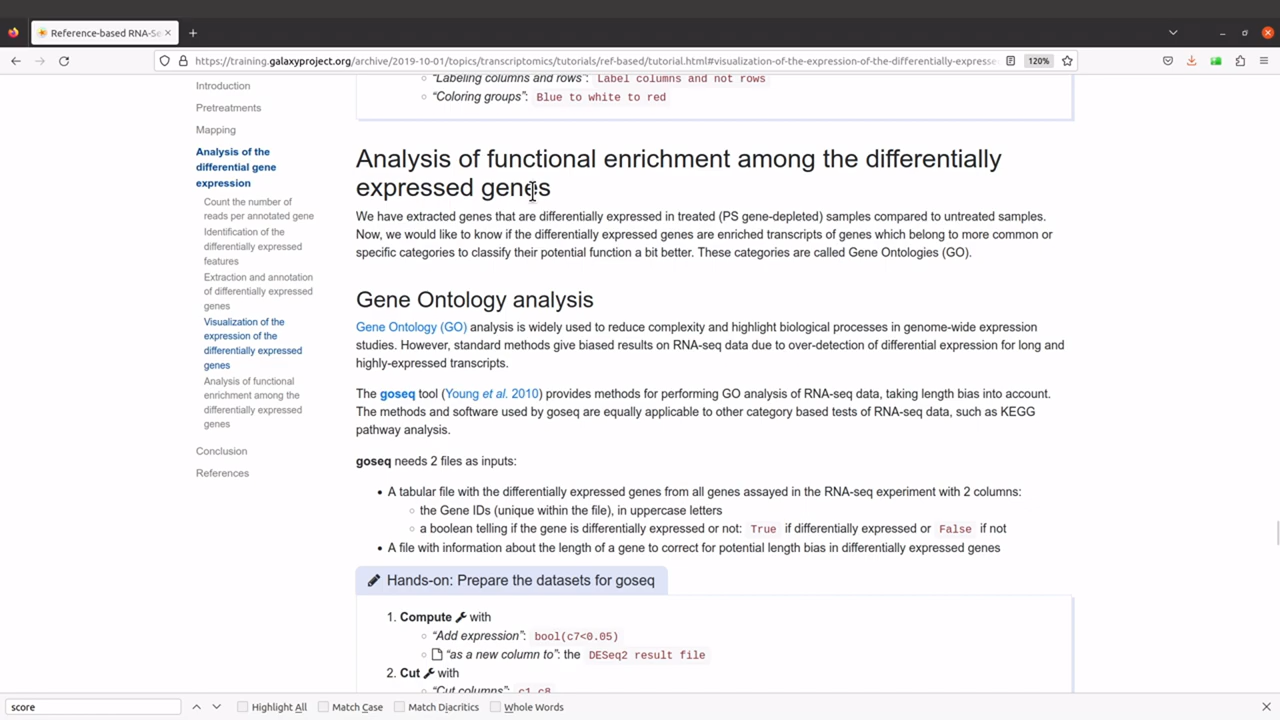 Reference-based RNA-Se
https://training.galaxyproject.org/archive/2019-10-01/topics/transcriptomics/tutorials/ref-based/tutorial.html#visualization-of-the-expression-of-the-differentially-expresse
120%
Introduction
Pretreatments
Mapping
Analysis of the
differential gene
expression
Count the number of
reads per annotated gene
Identification of the
differentially expressed
features
Extraction and annotation
of differentially expressed
genes
Visualization of the
expression of the
differentially expressed
genes
Analysis of functional
enrichment among the
differentially expressed
genes
Conclusion
References
"Labeling columns and rows": Label columns and not rows
"Coloring groups": Blue to white to red
Analysis of functional enrichment among the differentially
expressed genes
We have extracted genes that are differentially expressed in treated (PS gene-depleted) samples compared to untreated samples.
Now, we would like to know if the differentially expressed genes are enriched transcripts of genes which belong to more common or
specific categories to classify their potential function a bit better. These categories are called Gene Ontologies (GO).
Gene Ontology analysis
Gene Ontology (GO) analysis is widely used to reduce complexity and highlight biological processes in genome-wide expression
studies. However, standard methods give biased results on RNA-seq data due to over-detection of differential expression for long and
highly-expressed transcripts.
The goseq tool (Young et al. 2010) provides methods for performing GO analysis of RNA-seq data, taking length bias into account.
The methods and software used by goseq are equally applicable to other category based tests of RNA-seq data, such as KEGG
pathway analysis.
goseq needs 2 files as inputs:
• A tabular file with the differentially expressed genes from all genes assayed in the RNA-seq experiment with 2 columns:
the Gene IDs (unique within the file), in uppercase letters
a boolean telling if the gene is differentially expressed or not: True if differentially expressed or False if not
• A file with information about the length of a gene to correct for potential length bias in differentially expressed genes
Hands-on: Prepare the datasets for goseq
1. Compute with
"Add expression": bool(c7<0.05)
"as a new column to": the DESeq2 result file
2. Cut with
"Cut columns": c1,c8
score
Highlight All
Match Case
Match Diacritics
Whole Words